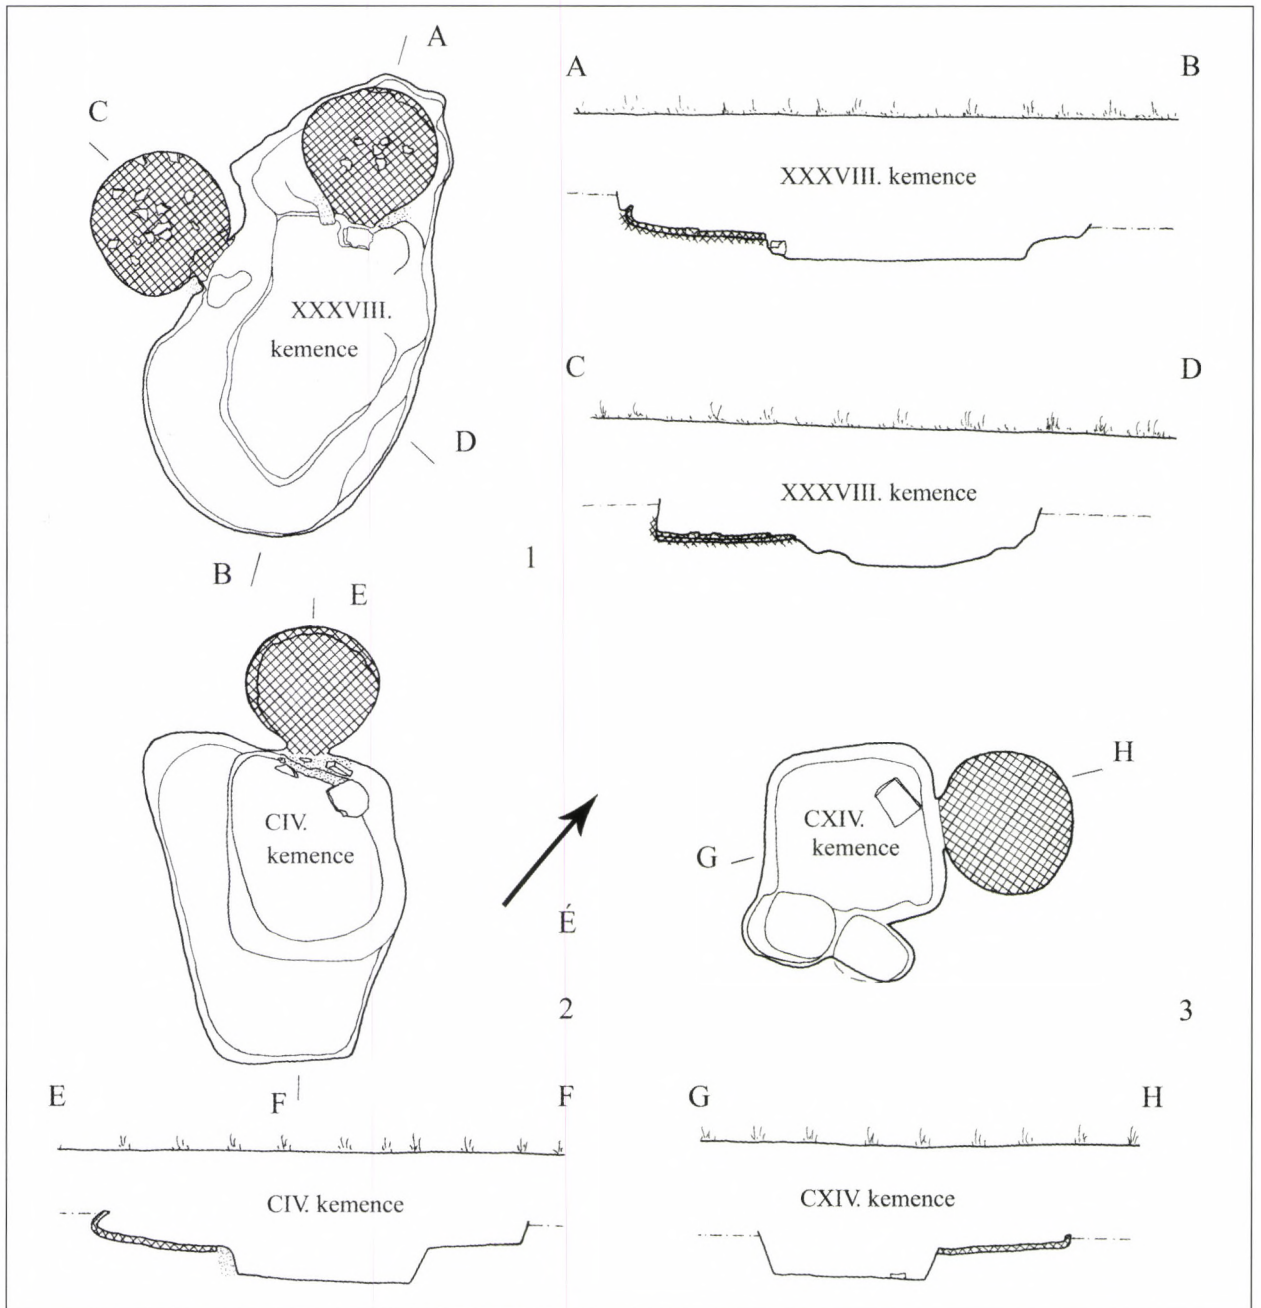 A
C
XXXVIII.
kemence
D
B
1
A
B
XXXVIII. kemence
C
D
XXXVIII. kemence
E
CIV.
kemence
F
2
É
H
G
CXIV.
kemence
3
E
F
CIV. kemence
G
H
CXIV. kemence